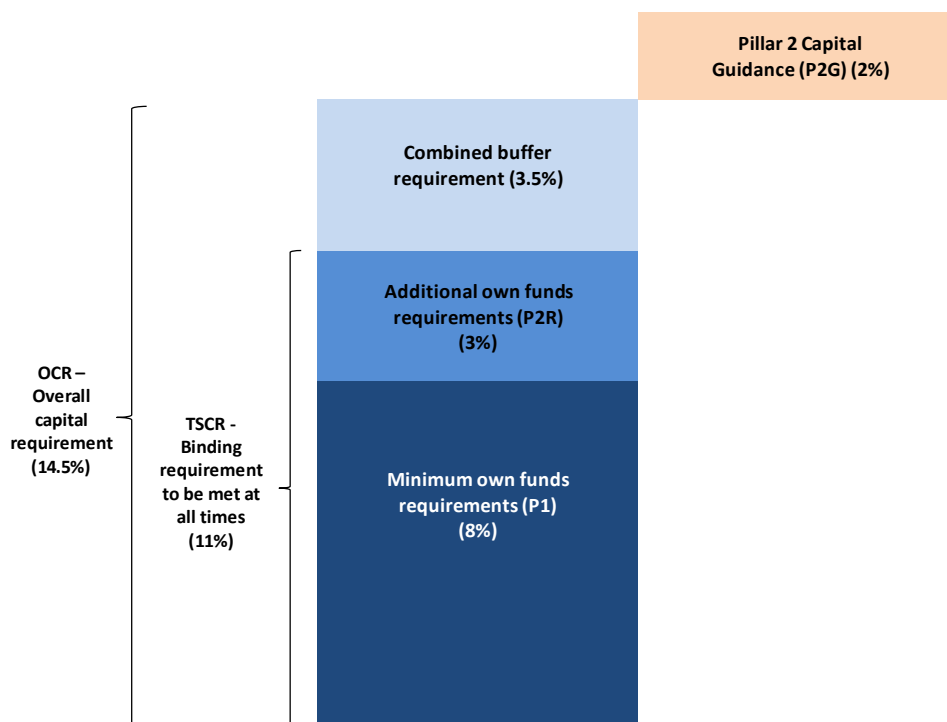 Pillar 2 Capital
Guidance (P2G) (2%)
Combined buffer
requirement (3.5%)
Additional own funds
requirements (P2R)
(3%)
OCR –
Overall
capital
requirement
(14.5%)
TSCR -
Binding
requirement
to be met at
all times
(11%)
Minimum own funds
requirements (P1)
(8%)